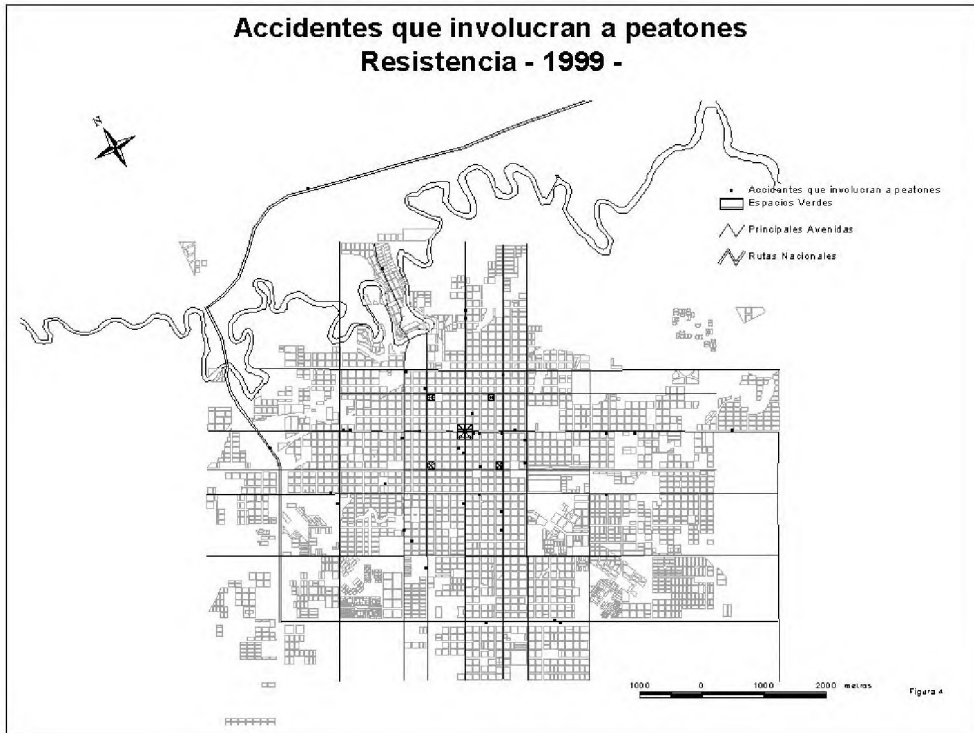 Accidentes que involucran a peatones
Resistencia - 1999 -
N
Accidentes que involucran a peatones
Espacios Verdes
Principales Avenidas
Rutas Nacionales
1000 0 1000 2000 metros
Figura 4